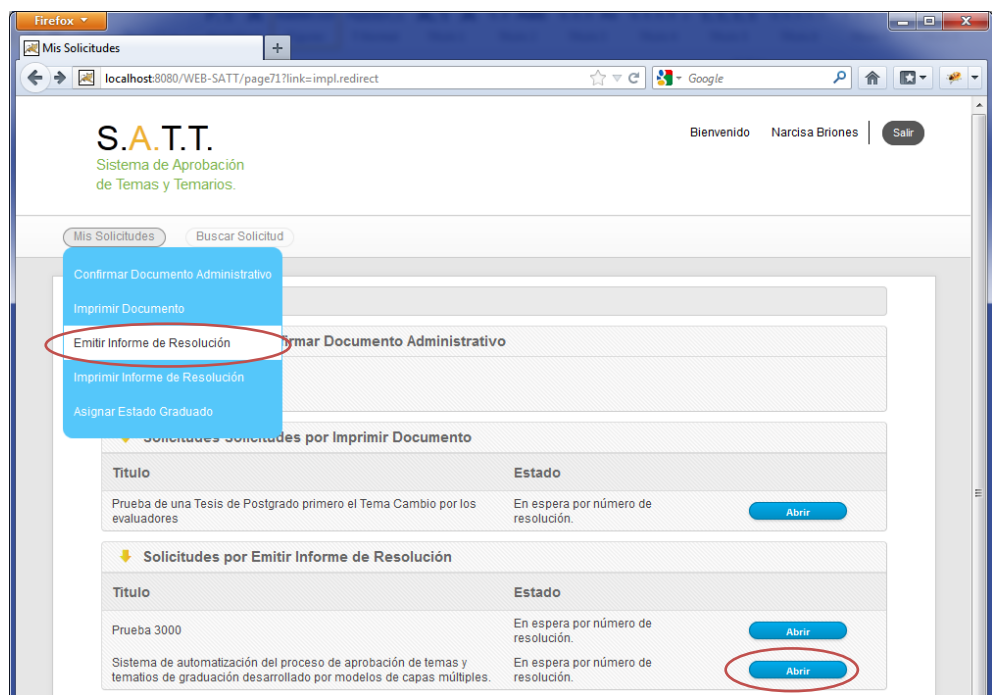 Firefox
Mis Solicitudes
localhost:8080/WEB-SATT/page71?link=impl.redirect
Google
S.A.T.T.
Sistema de Aprobación
de Temas y Temarios.
Bienvenido Narcisa Briones
Salir
Mis Solicitudes
Buscar Solicitud
Confirmar Documento Administrativo
Imprimir Documento
Emitir Informe de Resolución
Imprimir Informe de Resolución
Asignar Estado Graduado
Documento Administrativo
Solicitudes Solicitudes por Imprimir Documento
Titulo Estado
Prueba de una Tesis de Postgrado primero el Tema Cambio por los
evaluadores
En espera por número de
resolución.
Abrir
Solicitudes por Emitir Informe de Resolución
Titulo Estado
Prueba 3000
En espera por número de
resolución.
Abrir
Sistema de automatización del proceso de aprobación de temas y
tematios de graduación desarrollado por modelos de capas múltiples.
En espera por número de
resolución.
Abrir